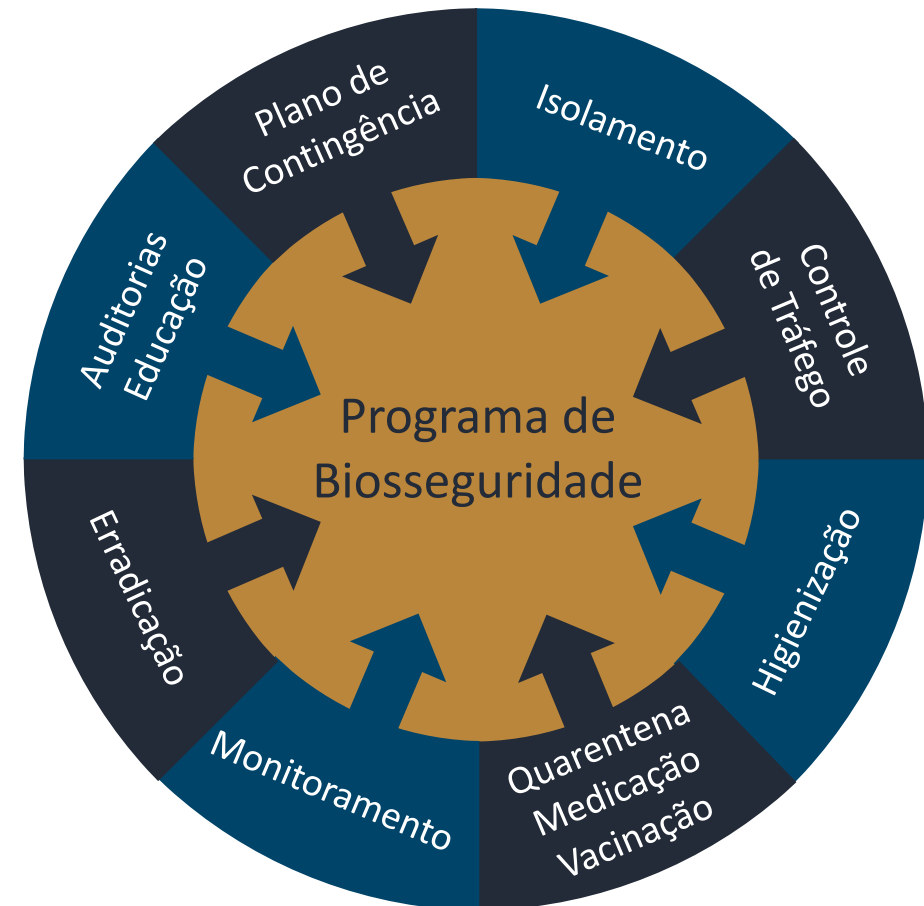 Plano de
Contingência
Isolamento
Controle
de Tráfego
Higienização
Quarentena
Medicação
Vacinação
Monitoramento
Erradicação
Auditorias
Educação
Programa de
Biosseguridade